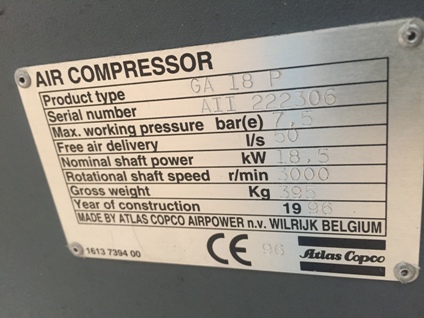 AIR COMPRESSOR
Product type GA 18 P
Serial number AII 222306
Max. working pressure bar(e) 7,5
Free air delivery l/s 50
Nominal shaft power kW 18,5
Rotational shaft speed r/min 3000
Gross weight Kg 395
Year of construction 1996
MADE BY ATLAS COPCO AIRPOWER n.v. WILRIJK BELGIUM
1613 7394 00 CE 96 Atlas Copco